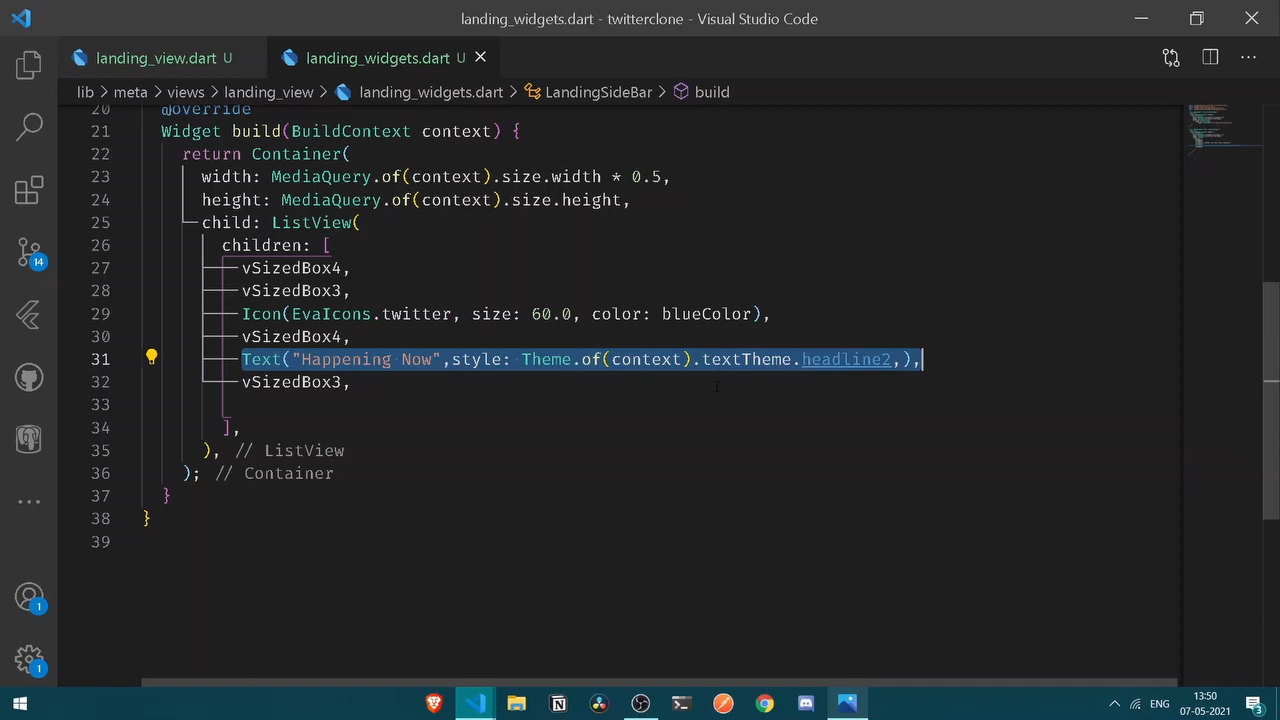 landing_widgets.dart - twitterclone - Visual Studio Code
landing_view.dart U
landing_widgets.dart U
lib > meta > views > landing_view > landing_widgets.dart > LandingSideBar > build
20 @override
21 Widget build(BuildContext context) {
22 return Container(
23 width: MediaQuery.of(context).size.width * 0.5,
24 height: MediaQuery.of(context).size.height,
25 child: ListView(
26 children: [
27 vSizedBox4,
28 vSizedBox3,
29 Icon(EvaIcons.twitter, size: 60.0, color: blueColor),
30 vSizedBox4,
31 Text("Happening Now",style: Theme.of(context).textTheme.headline2,),
32 vSizedBox3,
33
34 ],
35 ), // ListView
36 ); // Container
37 }
38 }
39
14
1
1
ENG
13:50
07-05-2021
3